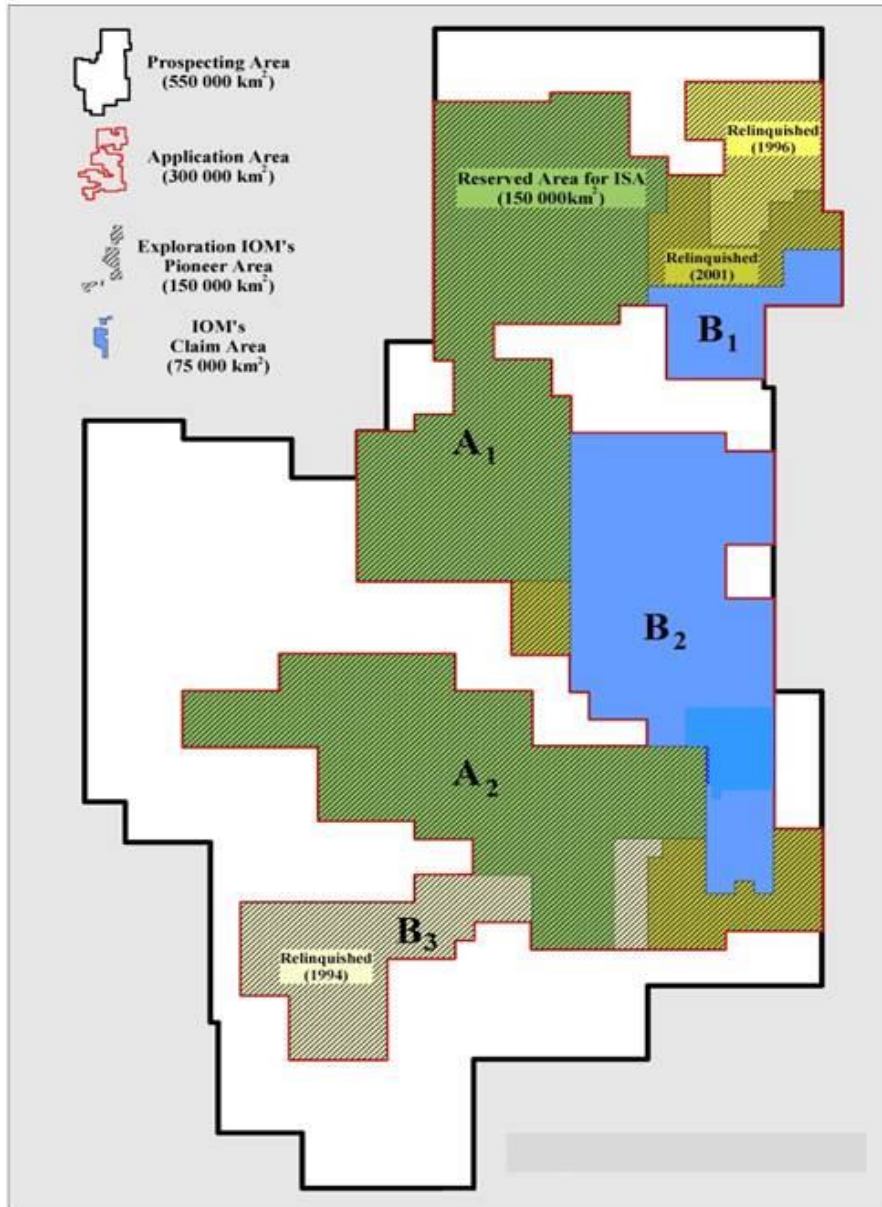 Prospecting Area
(550 000 km²)
Application Area
(300 000 km²)
Exploration IOM's
Pioneer Area
(150 000 km²)
IOM's
Claim Area
(75 000 km²)
Relinquished
(1996)
Reserved Area for ISA
(150 000km²)
Relinquished
(2001)
B₁
A₁
B₂
A₂
B₃
Relinquished
(1994)